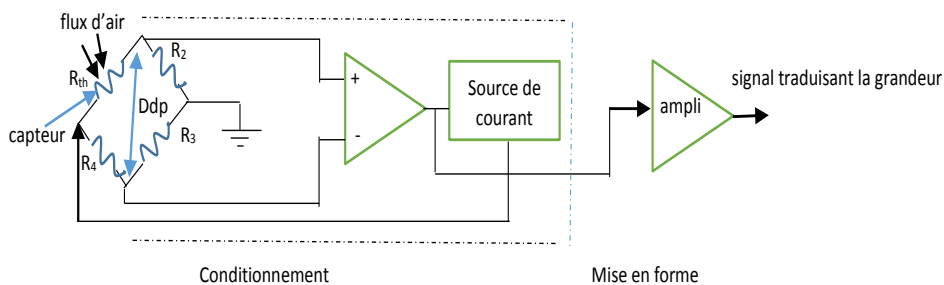 flux d'air
R2
Rth
+
Source de
courant
signal traduisant la grandeur
Ddp
ampli
capteur
-
R3
R4
Conditionnement
Mise en forme